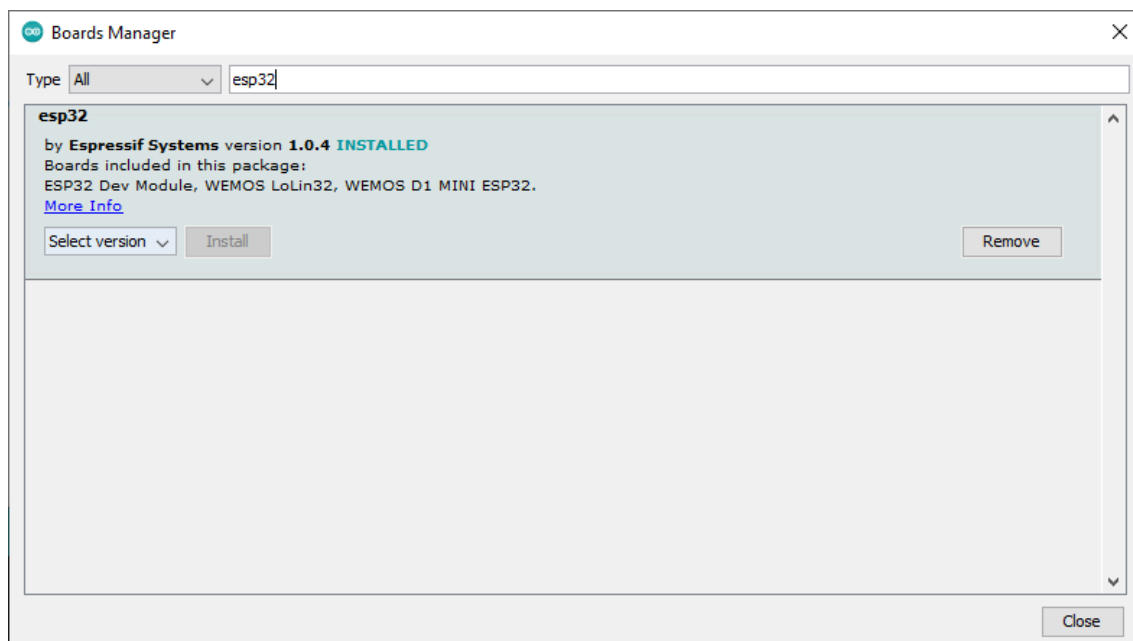 Boards Manager
Type All esp32
esp32
by Espressif Systems version 1.0.4 INSTALLED
Boards included in this package:
ESP32 Dev Module, WEMOS LoLin32, WEMOS D1 MINI ESP32.
More Info
Select version Install Remove
Close